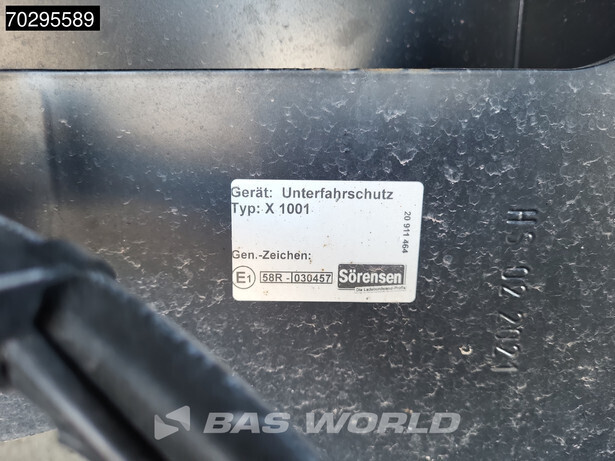 70295589
Gerät: Unterfahrschutz
Typ: X 1001
20 911 464
Gen.-Zeichen:
E1 58R - 030457 Sörensen
HS 02 2021
BAS WORLD